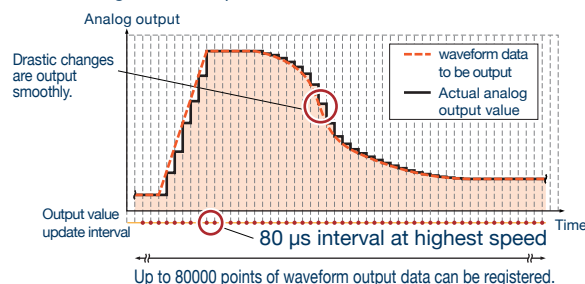 Analog output
Drastic changes
are output
smoothly.
waveform data
to be output
Actual analog
output value
Output value
update interval
Time
80 µs interval at highest speed
Up to 80000 points of waveform output data can be registered.